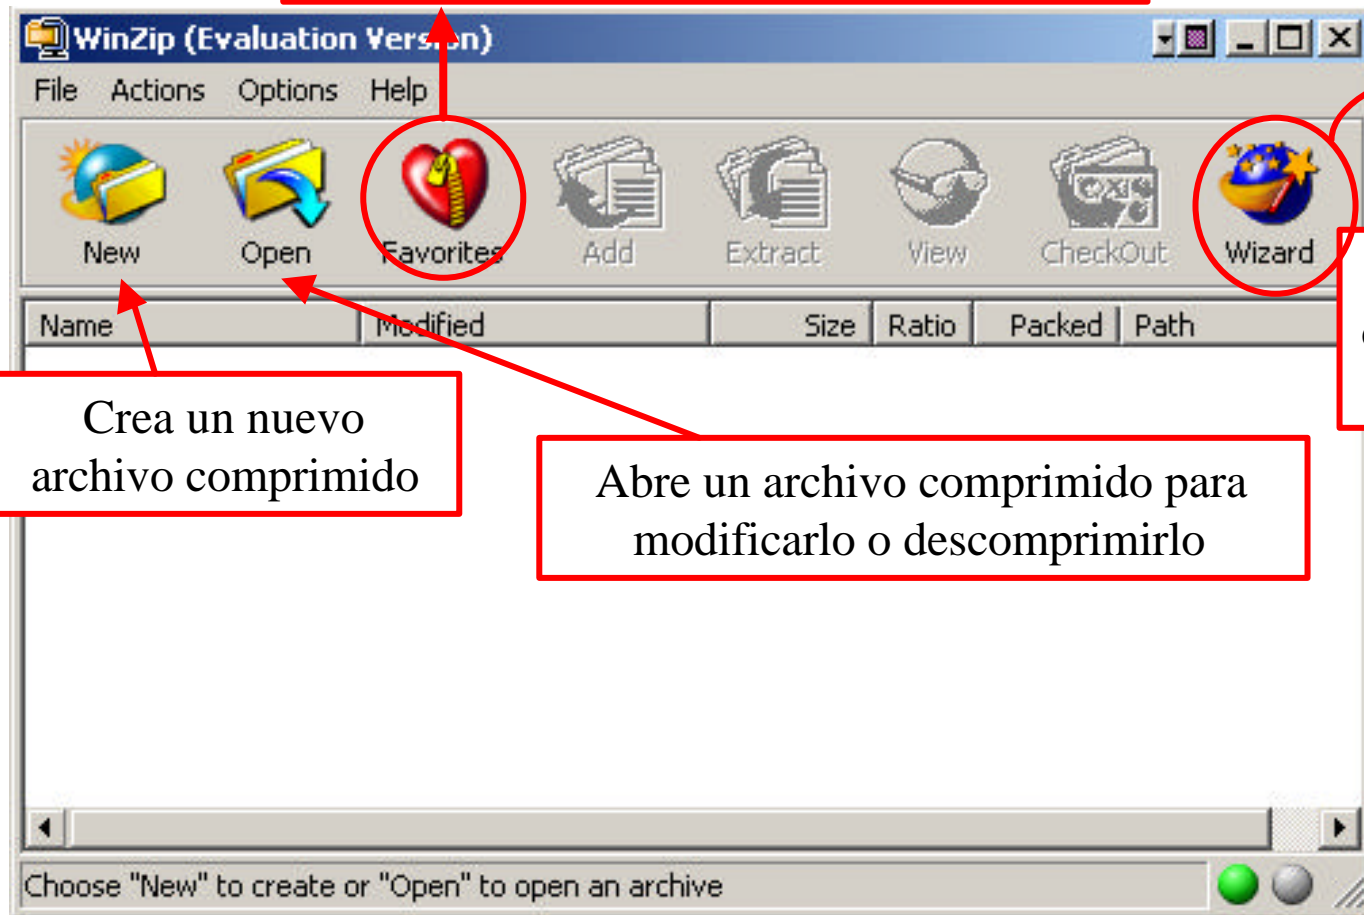 WinZip (Evaluation Version)
File Actions Options Help
New Open Favorites Add Extract View CheckOut Wizard
Name Modified Size Ratio Packed Path
Crea un nuevo
archivo comprimido
Abre un archivo comprimido para
modificarlo o descomprimirlo
Choose "New" to create or "Open" to open an archive